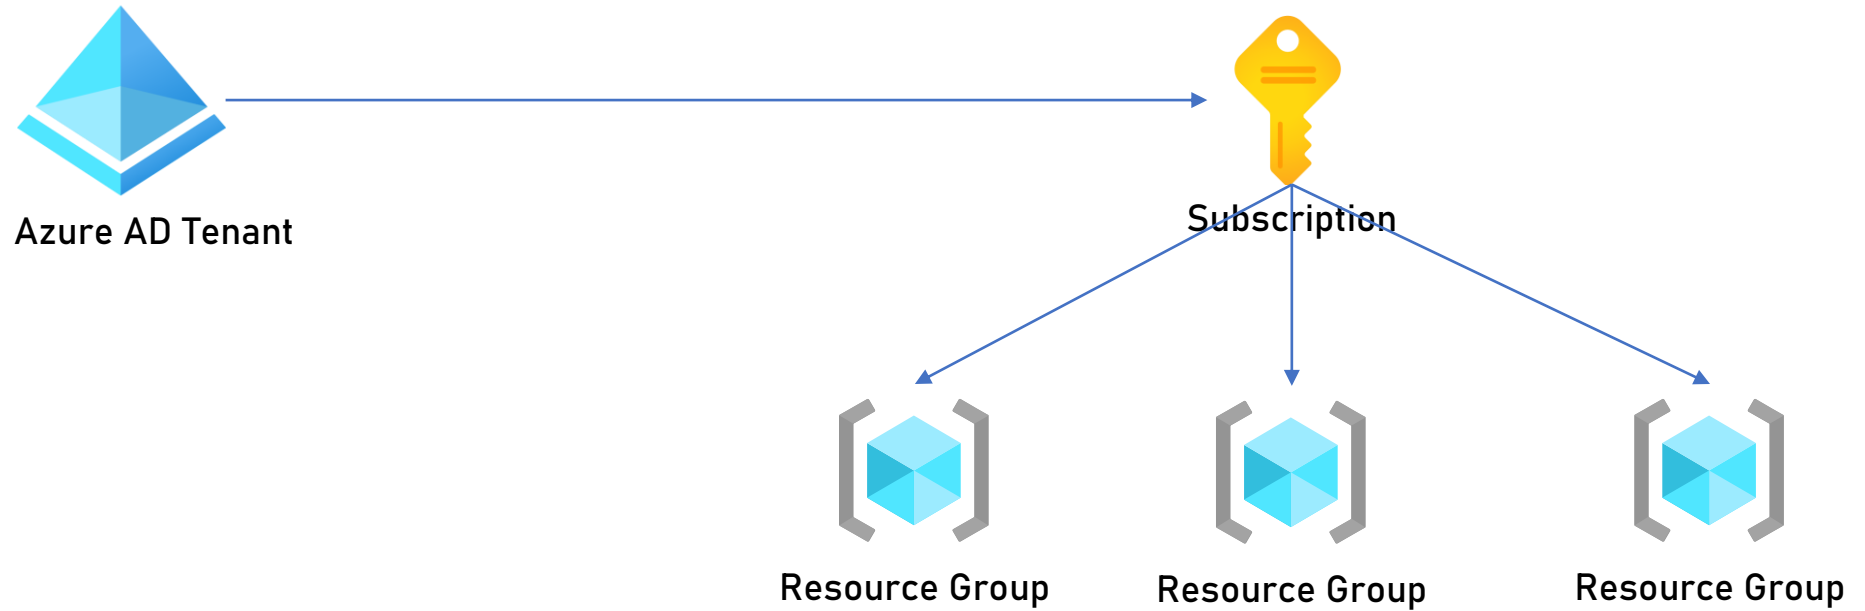 Azure AD Tenant
Subscription
Resource Group
Resource Group
Resource Group